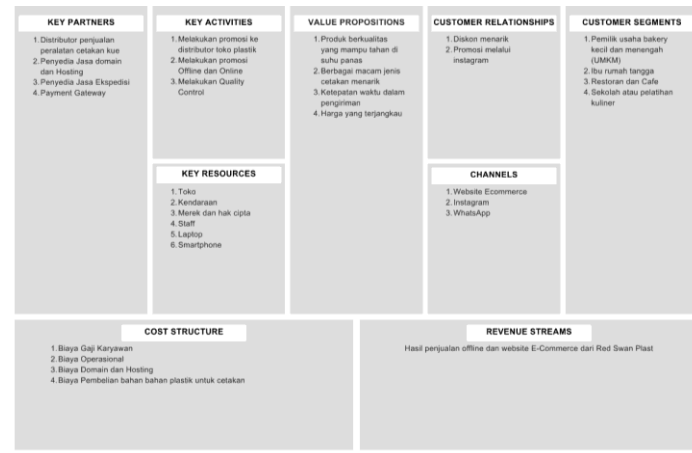 KEY PARTNERS
1. Distributor penjualan
peralatan cetakan kue
2. Penyedia Jasa domain
dan Hosting
3. Penyedia Jasa Ekspedisi
4. Payment Gateway
KEY ACTIVITIES
1. Melakukan promosi ke
distributor toko plastik
2. Melakukan promosi
Offline dan Online
3. Melakukan Quality
Control
KEY RESOURCES
1. Toko
2. Kendaraan
3. Merek dan hak cipta
4. Staff
5. Laptop
6. Smartphone
VALUE PROPOSITIONS
1. Produk berkualitas
yang mampu tahan di
suhu panas
2. Berbagai macam jenis
cetakan menarik
3. Ketepatan waktu dalam
pengiriman
4. Harga yang terjangkau
CUSTOMER RELATIONSHIPS
1. Diskon menarik
2. Promosi melalui
instagram
CHANNELS
1. Website Ecommerce
2. Instagram
3. WhatsApp
CUSTOMER SEGMENTS
1. Pemilik usaha bakery
kecil dan menengah
(UMKM)
2. Ibu rumah tangga
3. Restoran dan Cafe
4. Sekolah atau pelatihan
kuliner
COST STRUCTURE
1. Biaya Gaji Karyawan
2. Biaya Operasional
3. Biaya Domain dan Hosting
4. Biaya Pembelian bahan bahan plastik untuk cetakan
REVENUE STREAMS
Hasil penjualan offline dan website E-Commerce dari Red Swan Plast